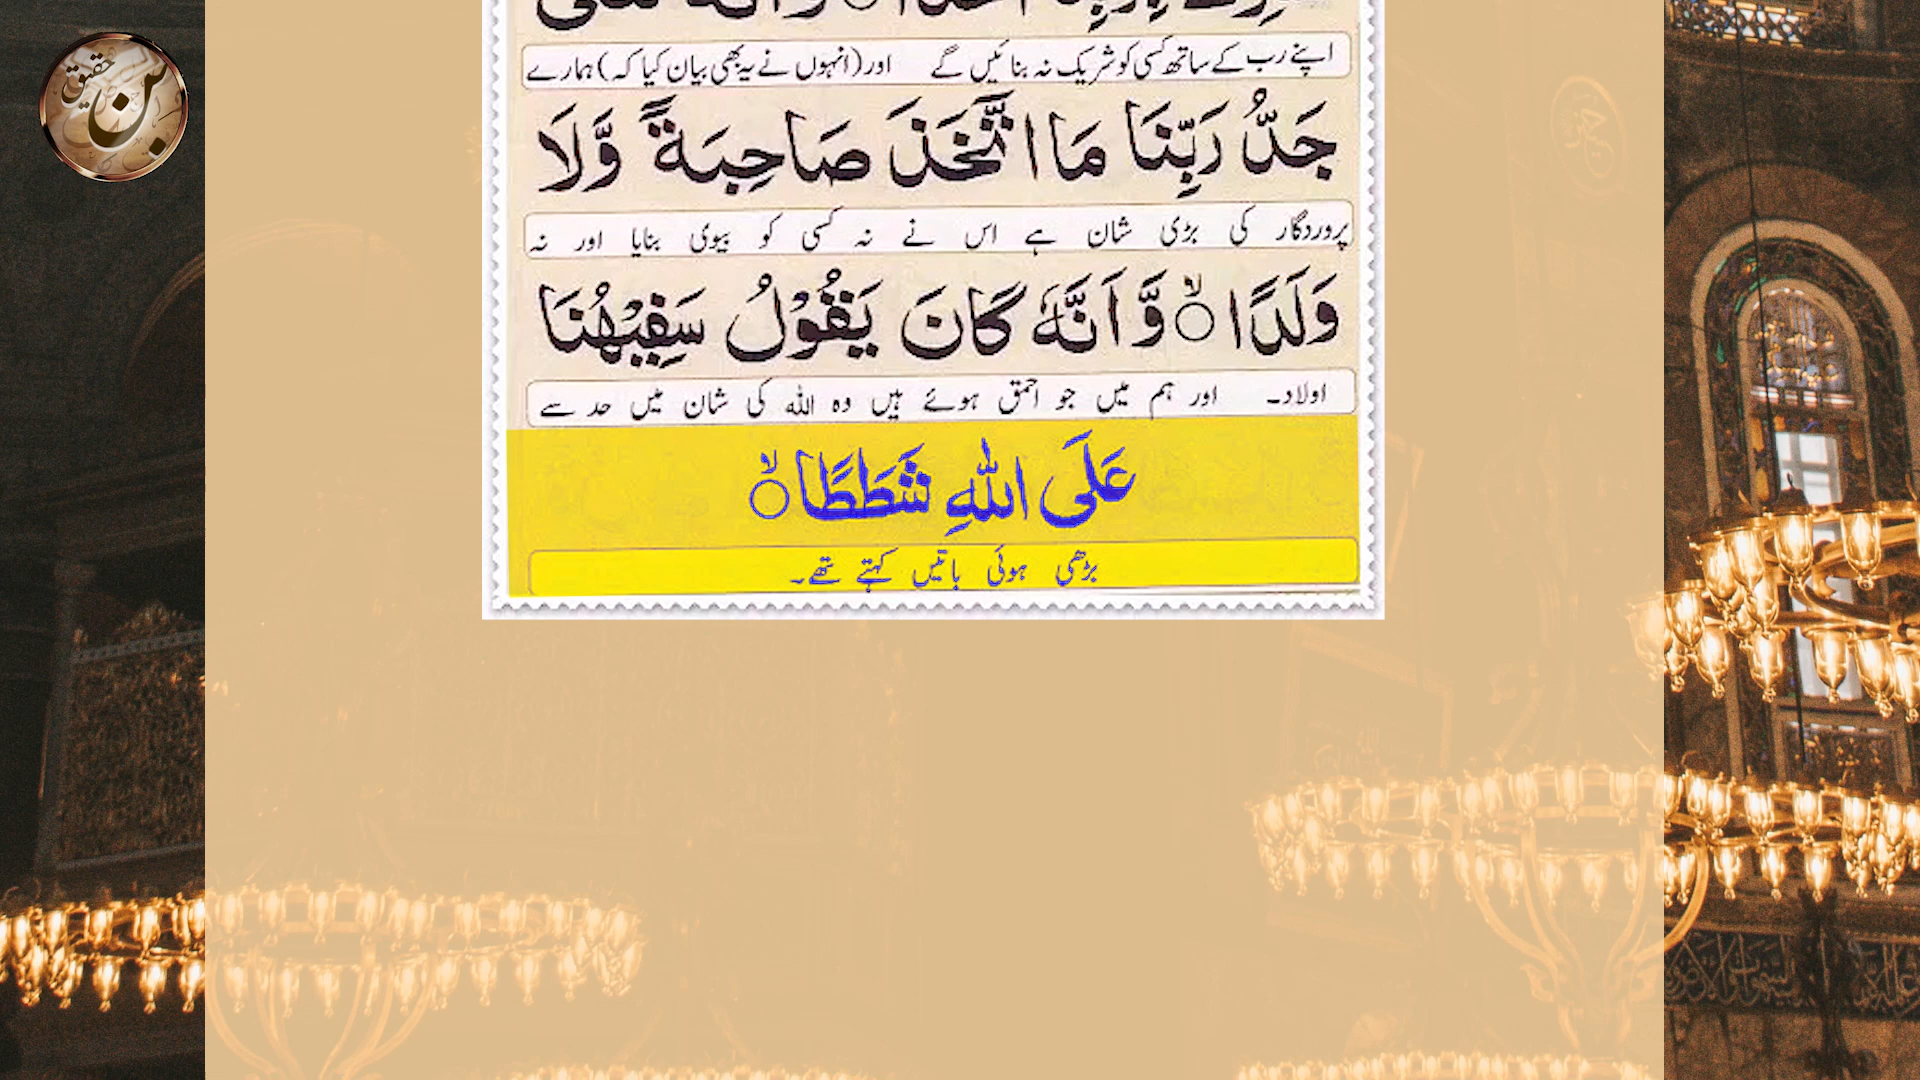 اپنے رب کے ساتھ کسی کو شریک نہ بنائیں گے اور (انہوں نے یہ بھی بیان کیا کہ) ہمارے
جَدُّ رَبِّنَا مَا اتَّخَذَ صَاحِبَةً وَّلَا
پروردگار کی بڑی شان ہے اس نے نہ کسی کو بیوی بنایا اور نہ
وَلَدًا ۙ وَّاَنَّهٗ كَانَ يَقُوْلُ سَفِيْهُنَا
اولاد۔ اور ہم میں جو احمق ہوئے ہیں وہ اللہ کی شان میں حد سے
عَلَى اللّٰهِ شَطَطًا ۙ
بڑھی ہوئی باتیں کہتے تھے۔